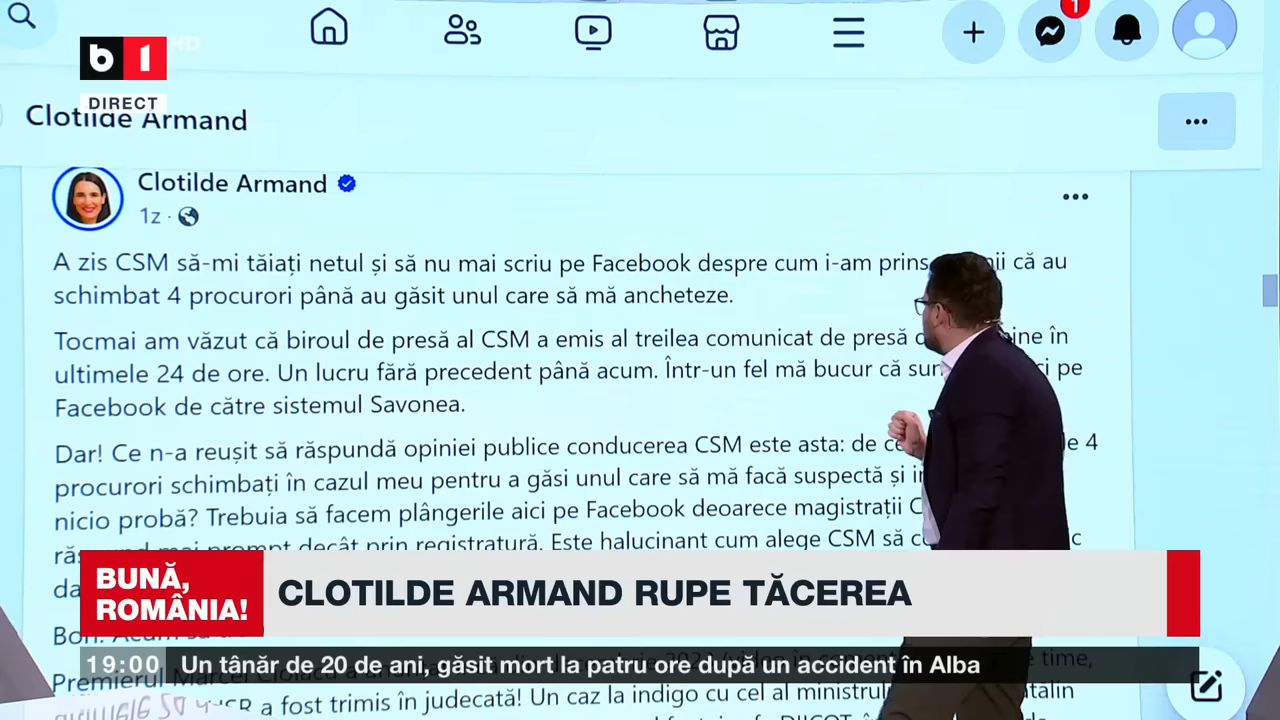 b1 HD
DIRECT
1
Clotilde Armand
Clotilde Armand
1z ·
A zis CSM să-mi tăiați netul și să nu mai scriu pe Facebook despre cum i-am prins că au
schimbat 4 procurori până au găsit unul care să mă ancheteze.
Tocmai am văzut că biroul de presă al CSM a emis al treilea comunicat de presă în
ultimele 24 de ore. Un lucru fără precedent până acum. Într-un fel mă bucur că pe
Facebook de către sistemul Savonea.
Dar! Ce n-a reușit să răspundă opiniei publice conducerea CSM este asta: de 4
procurori schimbați în cazul meu pentru a găsi unul care să mă facă suspectă și
nicio probă? Trebuia să facem plângerile aici pe Facebook deoarece magistrații
mai prompt decât prin registratură. Este halucinant cum alege CSM să
BUNĂ,
ROMÂNIA!
CLOTILDE ARMAND RUPE TĂCEREA
19:00 Un tânăr de 20 de ani, găsit mort la patru ore după un accident în Alba
Premierul time,
a fost trimis în judecată! Un caz la indigo cu cel al